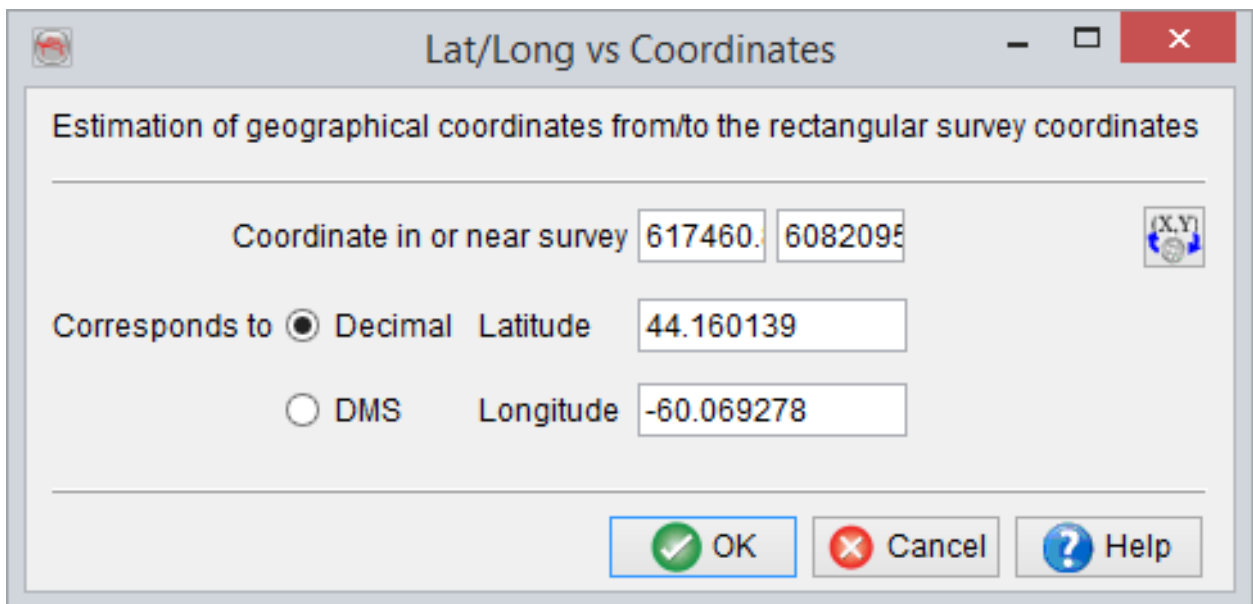 Lat/Long vs Coordinates
Estimation of geographical coordinates from/to the rectangular survey coordinates
Coordinate in or near survey 617460. 6082095 (X,Y)
Corresponds to Decimal Latitude 44.160139
DMS Longitude -60.069278
OK Cancel Help